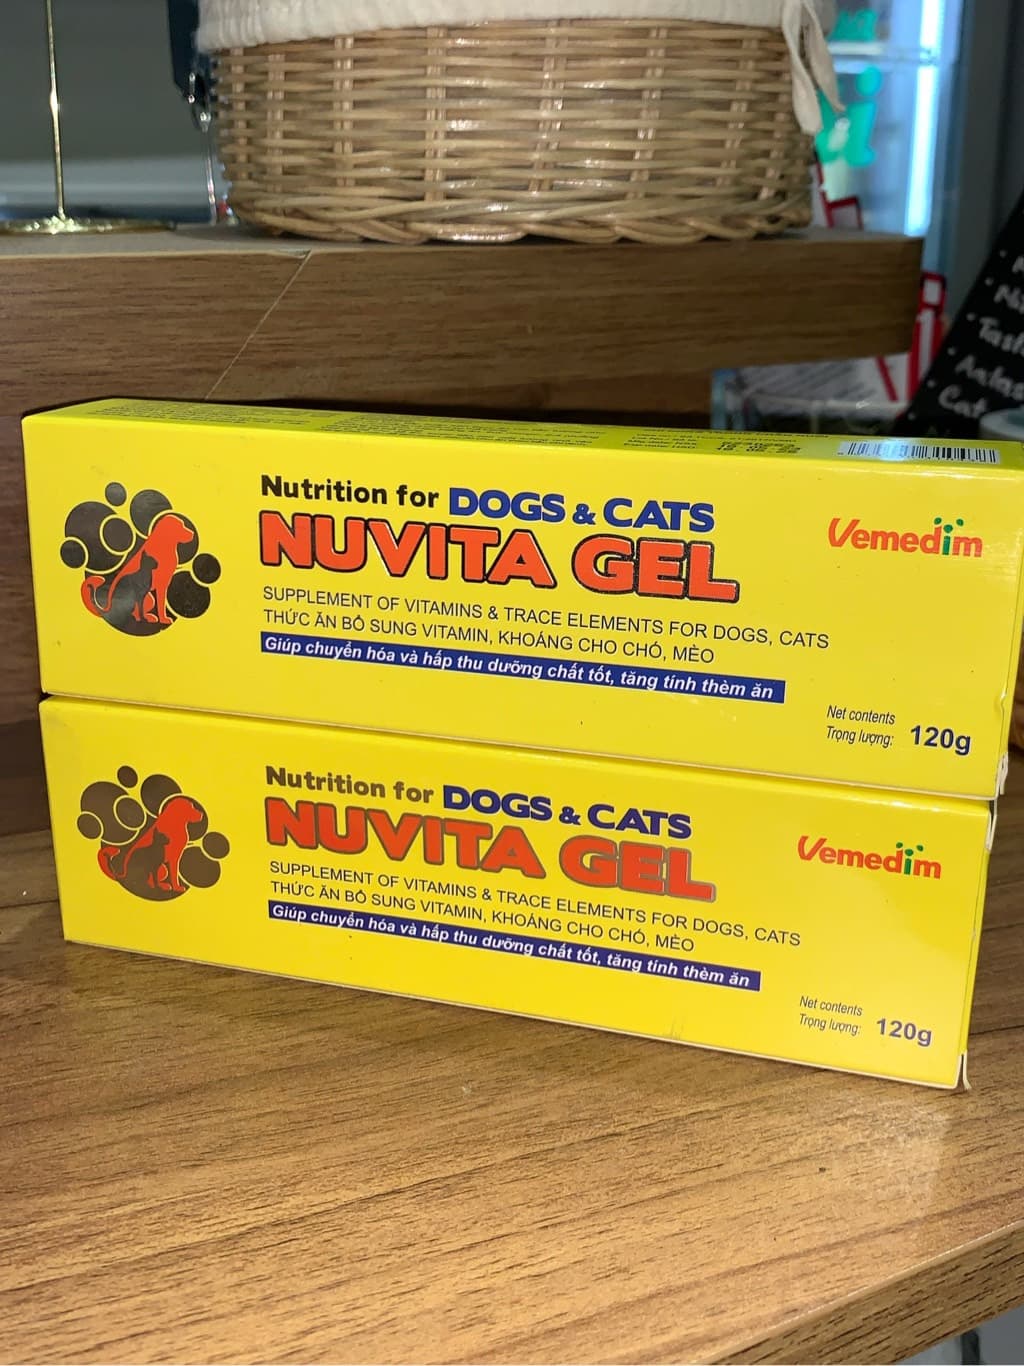 Nutrition for DOGS & CATS
NUVITA GEL
Vemedim
SUPPLEMENT OF VITAMINS & TRACE ELEMENTS FOR DOGS, CATS
THỨC ĂN BỔ SUNG VITAMIN, KHOÁNG CHO CHÓ, MÈO
Giúp chuyển hóa và hấp thu dưỡng chất tốt, tăng tính thèm ăn
Net contents
Trọng lượng: 120g
Nutrition for DOGS & CATS
NUVITA GEL
Vemedim
SUPPLEMENT OF VITAMINS & TRACE ELEMENTS FOR DOGS, CATS
THỨC ĂN BỔ SUNG VITAMIN, KHOÁNG CHO CHÓ, MÈO
Giúp chuyển hóa và hấp thu dưỡng chất tốt, tăng tính thèm ăn
Net contents
Trọng lượng: 120g
Cat